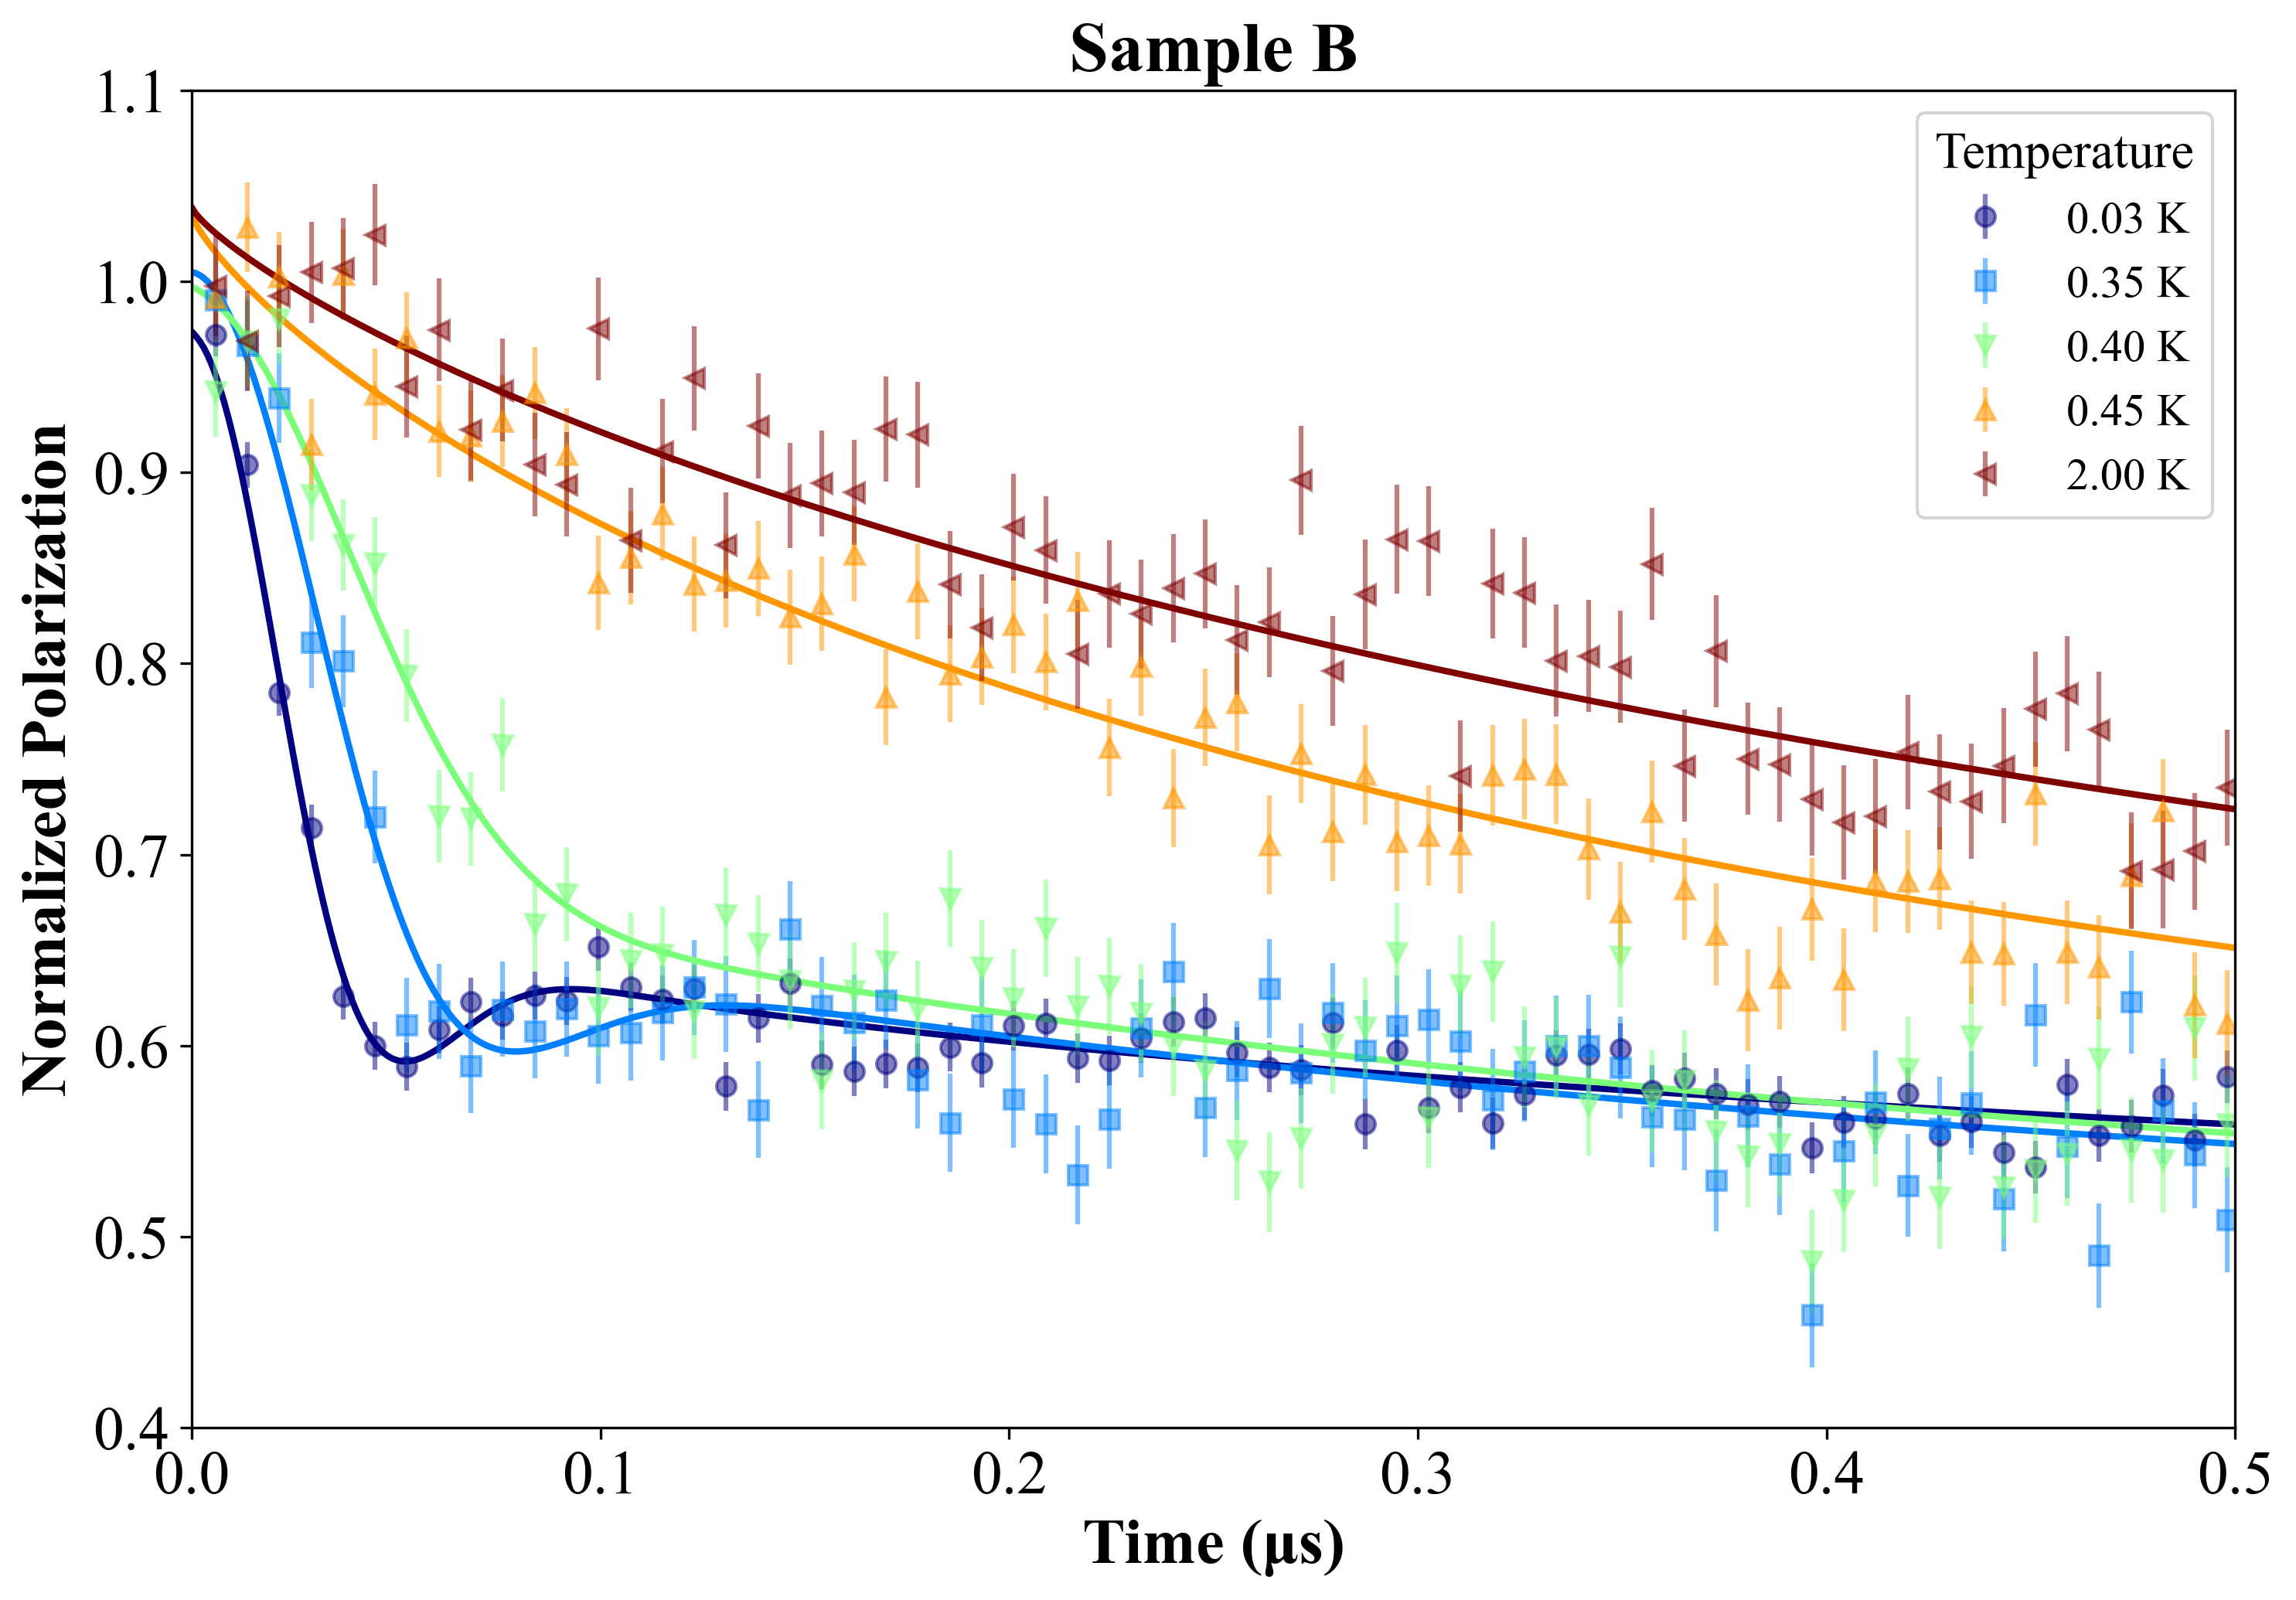 Sample B
Normalized Polarization
1.1
1.0
0.9
0.8
0.7
0.6
0.5
0.4
Temperature
0.03 K
0.35 K
0.40 K
0.45 K
2.00 K
0.0 0.1 0.2 0.3 0.4 0.5
Time (μs)